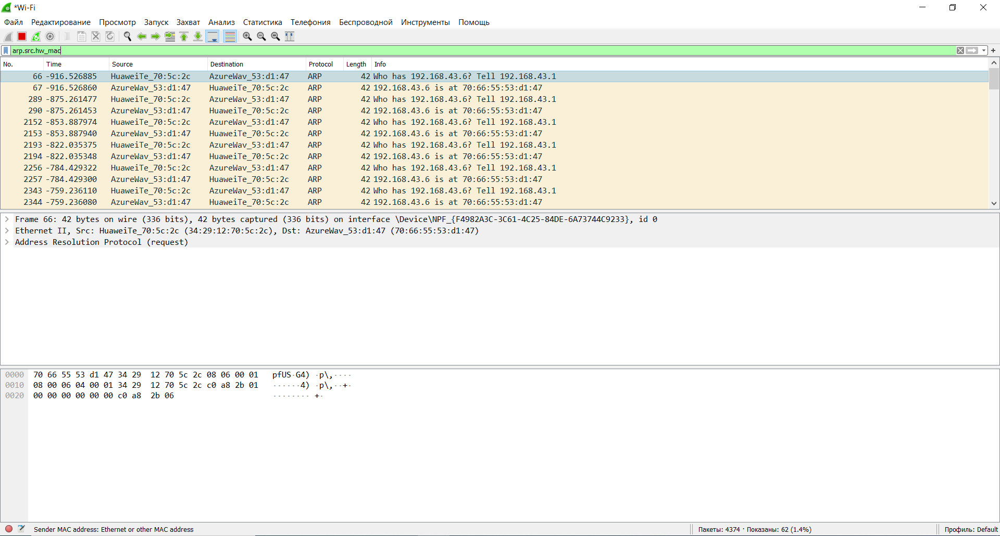 *Wi-Fi
Файл Редактирование Просмотр Запуск Захват Анализ Статистика Телефония Беспроводной Инструменты Помощь
arp.src.hw_mac
No. Time Source Destination Protocol Length Info
66 -916.526885 HuaweiTe_70:5c:2c AzureWav_53:d1:47 ARP 42 Who has 192.168.43.6? Tell 192.168.43.1
67 -916.526860 AzureWav_53:d1:47 HuaweiTe_70:5c:2c ARP 42 192.168.43.6 is at 70:66:55:53:d1:47
289 -875.261477 HuaweiTe_70:5c:2c AzureWav_53:d1:47 ARP 42 Who has 192.168.43.6? Tell 192.168.43.1
290 -875.261453 AzureWav_53:d1:47 HuaweiTe_70:5c:2c ARP 42 192.168.43.6 is at 70:66:55:53:d1:47
2152 -853.887974 HuaweiTe_70:5c:2c AzureWav_53:d1:47 ARP 42 Who has 192.168.43.6? Tell 192.168.43.1
2153 -853.887940 AzureWav_53:d1:47 HuaweiTe_70:5c:2c ARP 42 192.168.43.6 is at 70:66:55:53:d1:47
2193 -822.035375 HuaweiTe_70:5c:2c AzureWav_53:d1:47 ARP 42 Who has 192.168.43.6? Tell 192.168.43.1
2194 -822.035348 AzureWav_53:d1:47 HuaweiTe_70:5c:2c ARP 42 192.168.43.6 is at 70:66:55:53:d1:47
2256 -784.429322 HuaweiTe_70:5c:2c AzureWav_53:d1:47 ARP 42 Who has 192.168.43.6? Tell 192.168.43.1
2257 -784.429300 AzureWav_53:d1:47 HuaweiTe_70:5c:2c ARP 42 192.168.43.6 is at 70:66:55:53:d1:47
2343 -759.236110 HuaweiTe_70:5c:2c AzureWav_53:d1:47 ARP 42 Who has 192.168.43.6? Tell 192.168.43.1
2344 -759.236080 AzureWav_53:d1:47 HuaweiTe_70:5c:2c ARP 42 192.168.43.6 is at 70:66:55:53:d1:47
Frame 66: 42 bytes on wire (336 bits), 42 bytes captured (336 bits) on interface \Device\NPF_{F4982A3C-3C61-4C25-84DE-6A73744C9233}, id 0
Ethernet II, Src: HuaweiTe_70:5c:2c (34:29:12:70:5c:2c), Dst: AzureWav_53:d1:47 (70:66:55:53:d1:47)
Address Resolution Protocol (request)
0000 70 66 55 53 d1 47 34 29 12 70 5c 2c 08 06 00 01 pfUS·G4) ·p\,····
0010 08 00 06 04 00 01 34 29 12 70 5c 2c c0 a8 2b 01 ······4) ·p\,··+·
0020 00 00 00 00 00 00 c0 a8 2b 06 ········ +·
Sender MAC address: Ethernet or other MAC address Пакеты: 4374 · Показаны: 62 (1.4%) Профиль: Default